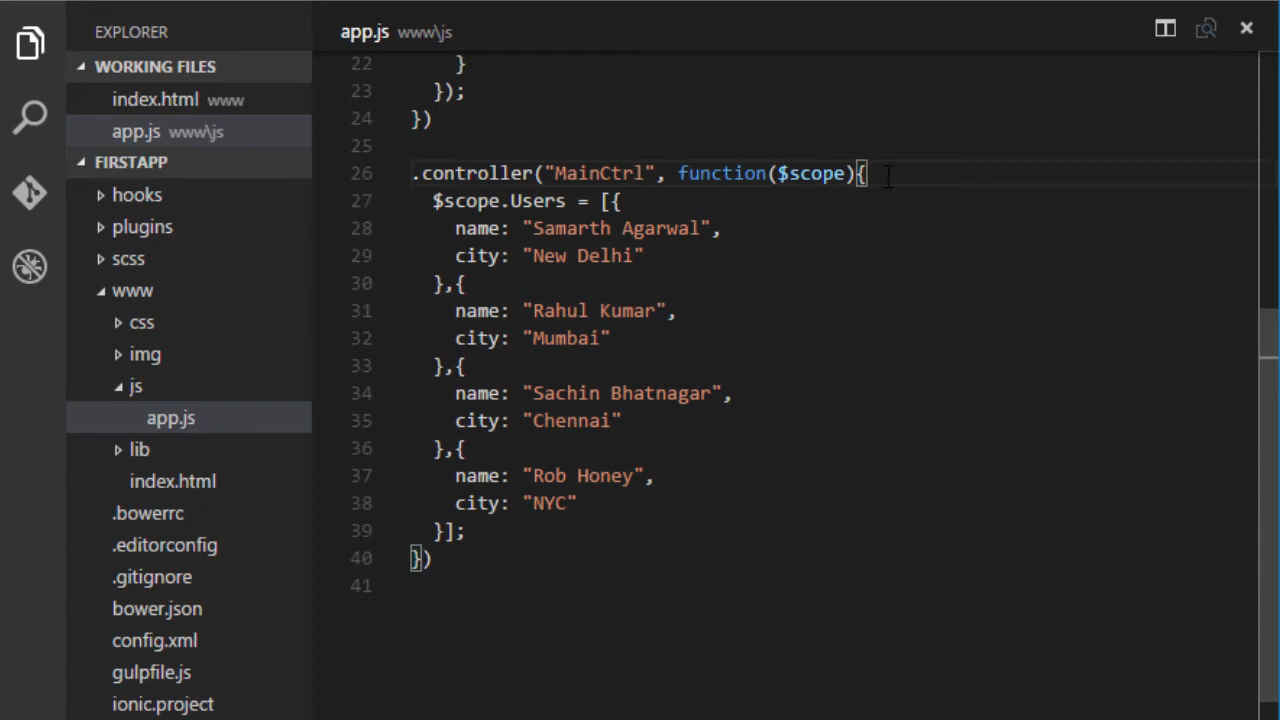 EXPLORER
WORKING FILES
index.html www
app.js www\js
FIRSTAPP
hooks
plugins
scss
www
css
img
js
app.js
lib
index.html
.bowerrc
.editorconfig
.gitignore
bower.json
config.xml
gulpfile.js
ionic.project
app.js www\js
22 }
23 });
24 })
25
26 .controller("MainCtrl", function($scope){
27 $scope.Users = [{
28 name: "Samarth Agarwal",
29 city: "New Delhi"
30 },{
31 name: "Rahul Kumar",
32 city: "Mumbai"
33 },{
34 name: "Sachin Bhatnagar",
35 city: "Chennai"
36 },{
37 name: "Rob Honey",
38 city: "NYC"
39 }];
40 })
41